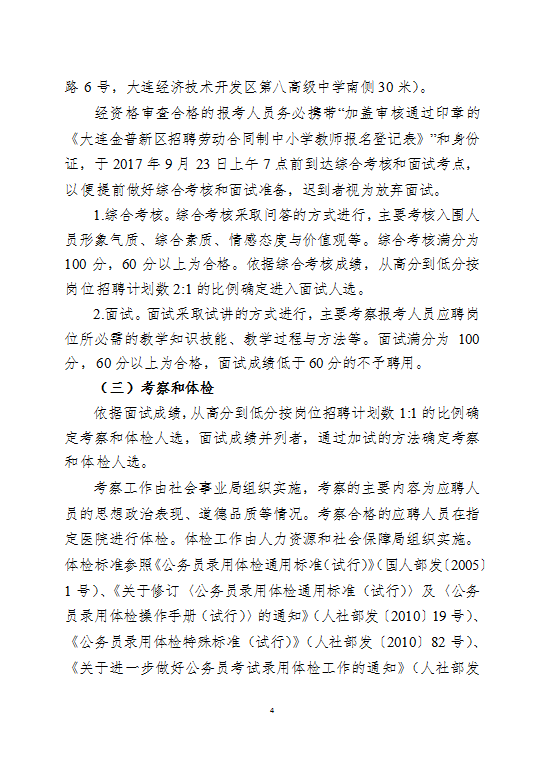 路 6 号，大连经济技术开发区第八高级中学南侧 30 米）。
经资格审查合格的报考人员务必携带“加盖审核通过印章的
《大连金普新区招聘劳动合同制中小学教师报名登记表》”和身份
证，于 2017 年 9 月 23 日上午 7 点前到达综合考核和面试考点，
以便提前做好综合考核和面试准备，迟到者视为放弃面试。
1.综合考核。综合考核采取问答的方式进行，主要考核入围人
员形象气质、综合素质、情感态度与价值观等。综合考核满分为
100 分，60 分以上为合格。依据综合考核成绩，从高分到低分按
岗位招聘计划数 2:1 的比例确定进入面试人选。
2.面试。面试采取试讲的方式进行，主要考察报考人员应聘岗
位所必需的教学知识技能、教学过程与方法等。面试满分为 100
分，60 分以上为合格，面试成绩低于 60 分的不予聘用。
（三）考察和体检
依据面试成绩，从高分到低分按岗位招聘计划数 1:1 的比例确
定考察和体检人选，面试成绩并列者，通过加试的方法确定考察
和体检人选。
考察工作由社会事业局组织实施，考察的主要内容为应聘人
员的思想政治表现、道德品质等情况。考察合格的应聘人员在指
定医院进行体检。体检工作由人力资源和社会保障局组织实施。
体检标准参照《公务员录用体检通用标准（试行）》（国人部发〔2005〕
1 号）、《关于修订〈公务员录用体检通用标准（试行）〉及〈公务
员录用体检操作手册（试行）〉的通知》（人社部发〔2010〕19 号）、
《公务员录用体检特殊标准（试行）》（人社部发〔2010〕82 号）、
《关于进一步做好公务员考试录用体检工作的通知》（人社部发
4